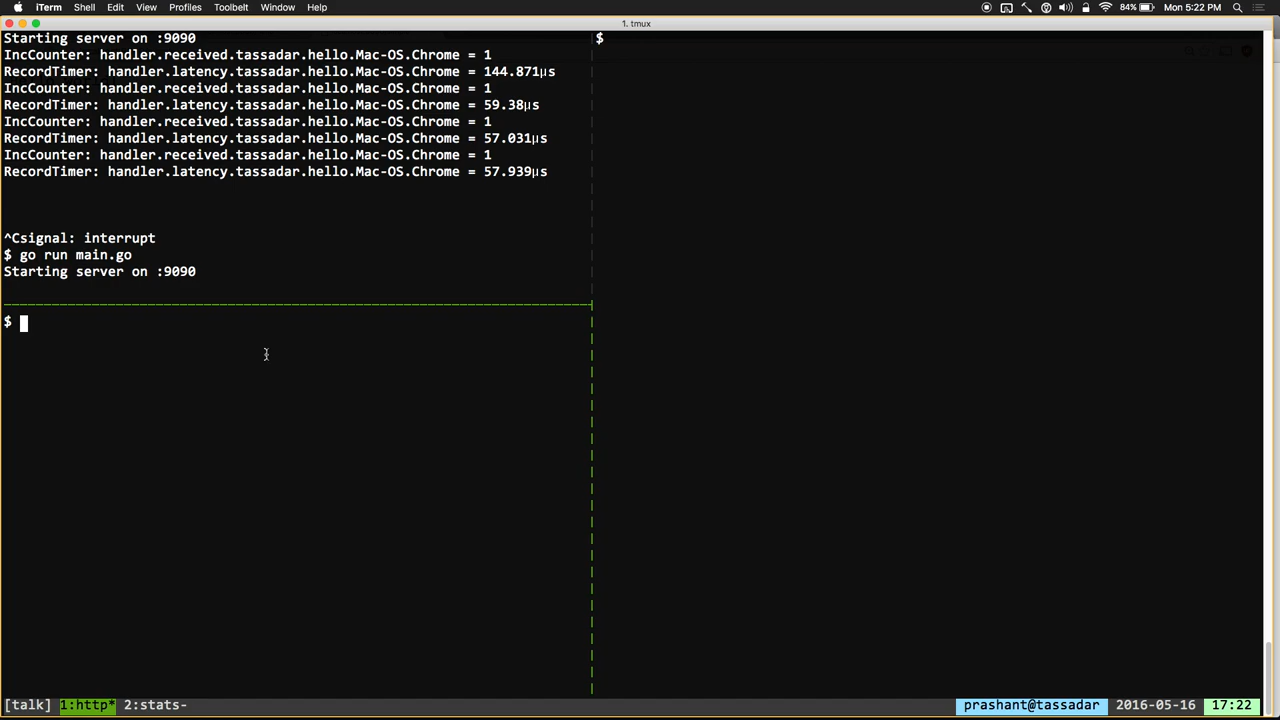 iTerm Shell Edit View Profiles Toolbelt Window Help 84% Mon 5:22 PM
1. tmux
Starting server on :9090
IncCounter: handler.received.tassadar.hello.Mac-OS.Chrome = 1
RecordTimer: handler.latency.tassadar.hello.Mac-OS.Chrome = 144.871µs
IncCounter: handler.received.tassadar.hello.Mac-OS.Chrome = 1
RecordTimer: handler.latency.tassadar.hello.Mac-OS.Chrome = 59.38µs
IncCounter: handler.received.tassadar.hello.Mac-OS.Chrome = 1
RecordTimer: handler.latency.tassadar.hello.Mac-OS.Chrome = 57.031µs
IncCounter: handler.received.tassadar.hello.Mac-OS.Chrome = 1
RecordTimer: handler.latency.tassadar.hello.Mac-OS.Chrome = 57.939µs
^Csignal: interrupt
$ go run main.go
Starting server on :9090
$
$
[talk] 1:http* 2:stats- prashant@tassadar 2016-05-16 17:22